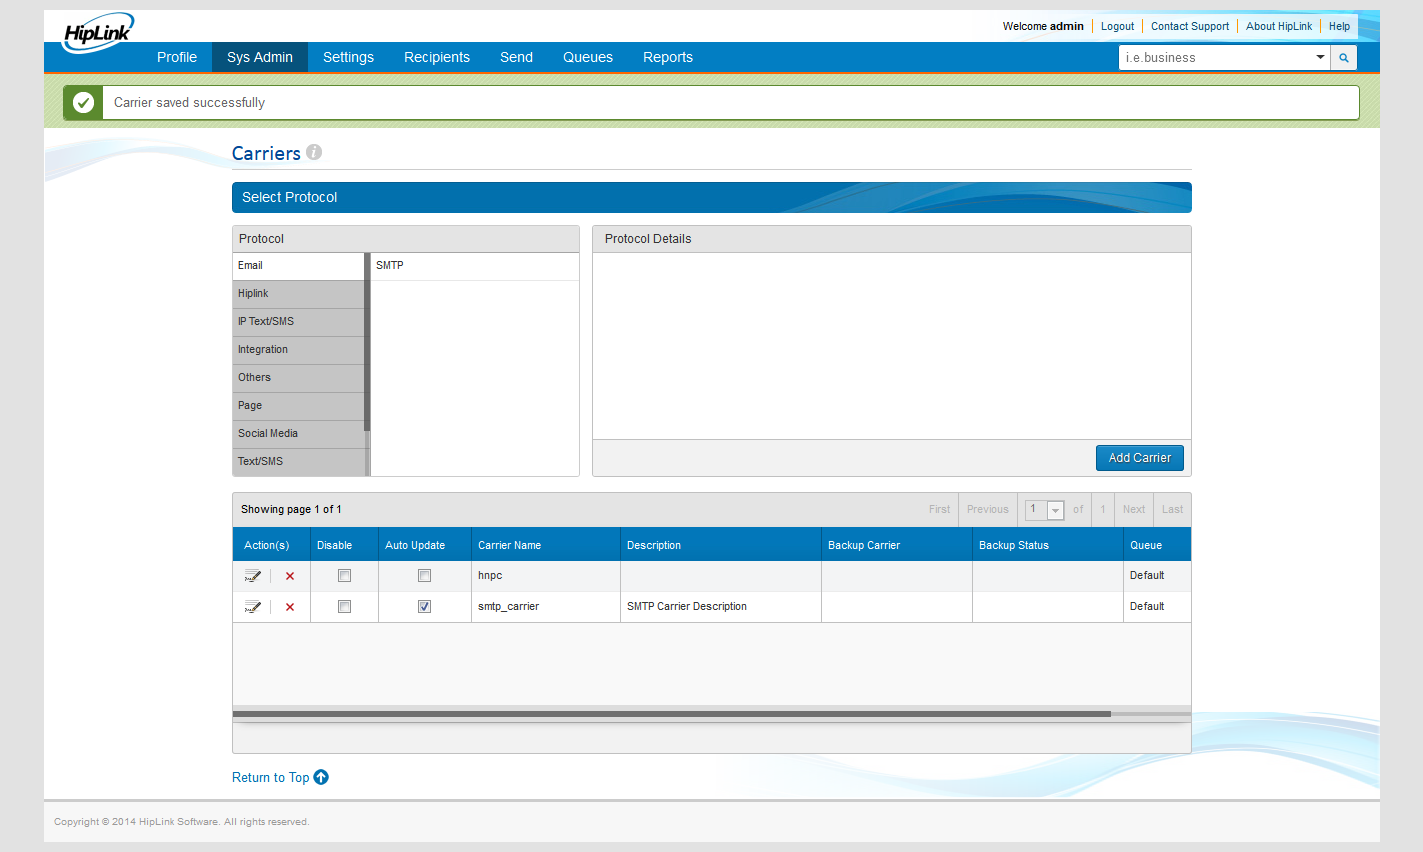 HipLink
Welcome admin Logout Contact Support About HipLink Help
Profile Sys Admin Settings Recipients Send Queues Reports i.e.business
Carrier saved successfully
Carriers i
Select Protocol
Protocol
Protocol Details
Email
SMTP
Hiplink
IP Text/SMS
Integration
Others
Page
Social Media
Text/SMS
Add Carrier
Showing page 1 of 1 First Previous 1 of 1 Next Last
Action(s) Disable Auto Update Carrier Name Description Backup Carrier Backup Status Queue
hnpc Default
smtp_carrier SMTP Carrier Description Default
Return to Top
Copyright © 2014 HipLink Software. All rights reserved.